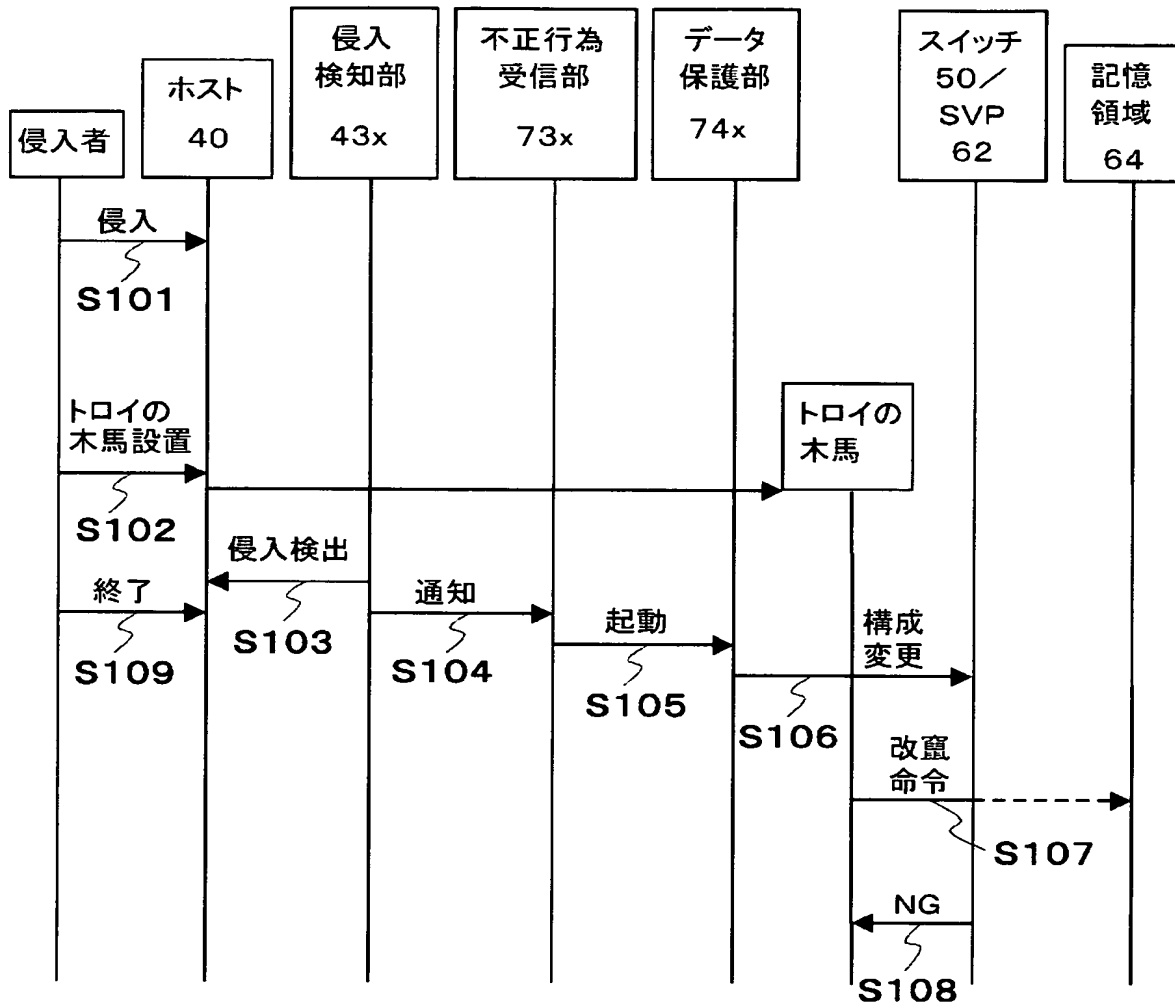 侵入者
ホスト
40
侵入
検知部
43x
不正行為
受信部
73x
データ
保護部
74x
スイッチ
50/
SVP
62
記憶
領域
64
侵入
S101
トロイの
木馬設置
S102
トロイの
木馬
侵入検出
S103
終了
S109
通知
S104
起動
S105
構成
変更
S106
改竄
命令
S107
NG
S108